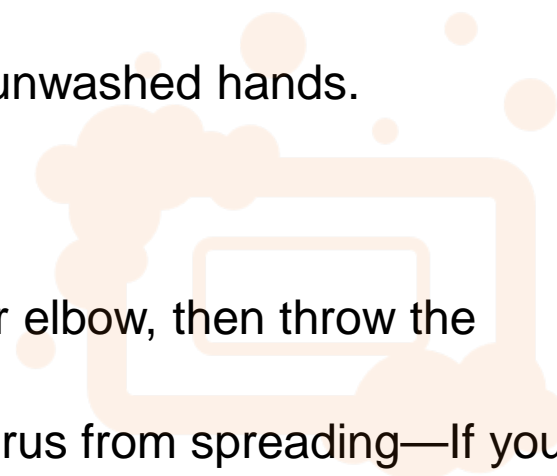 unwashed hands.
r elbow, then throw the
rus from spreading—If you